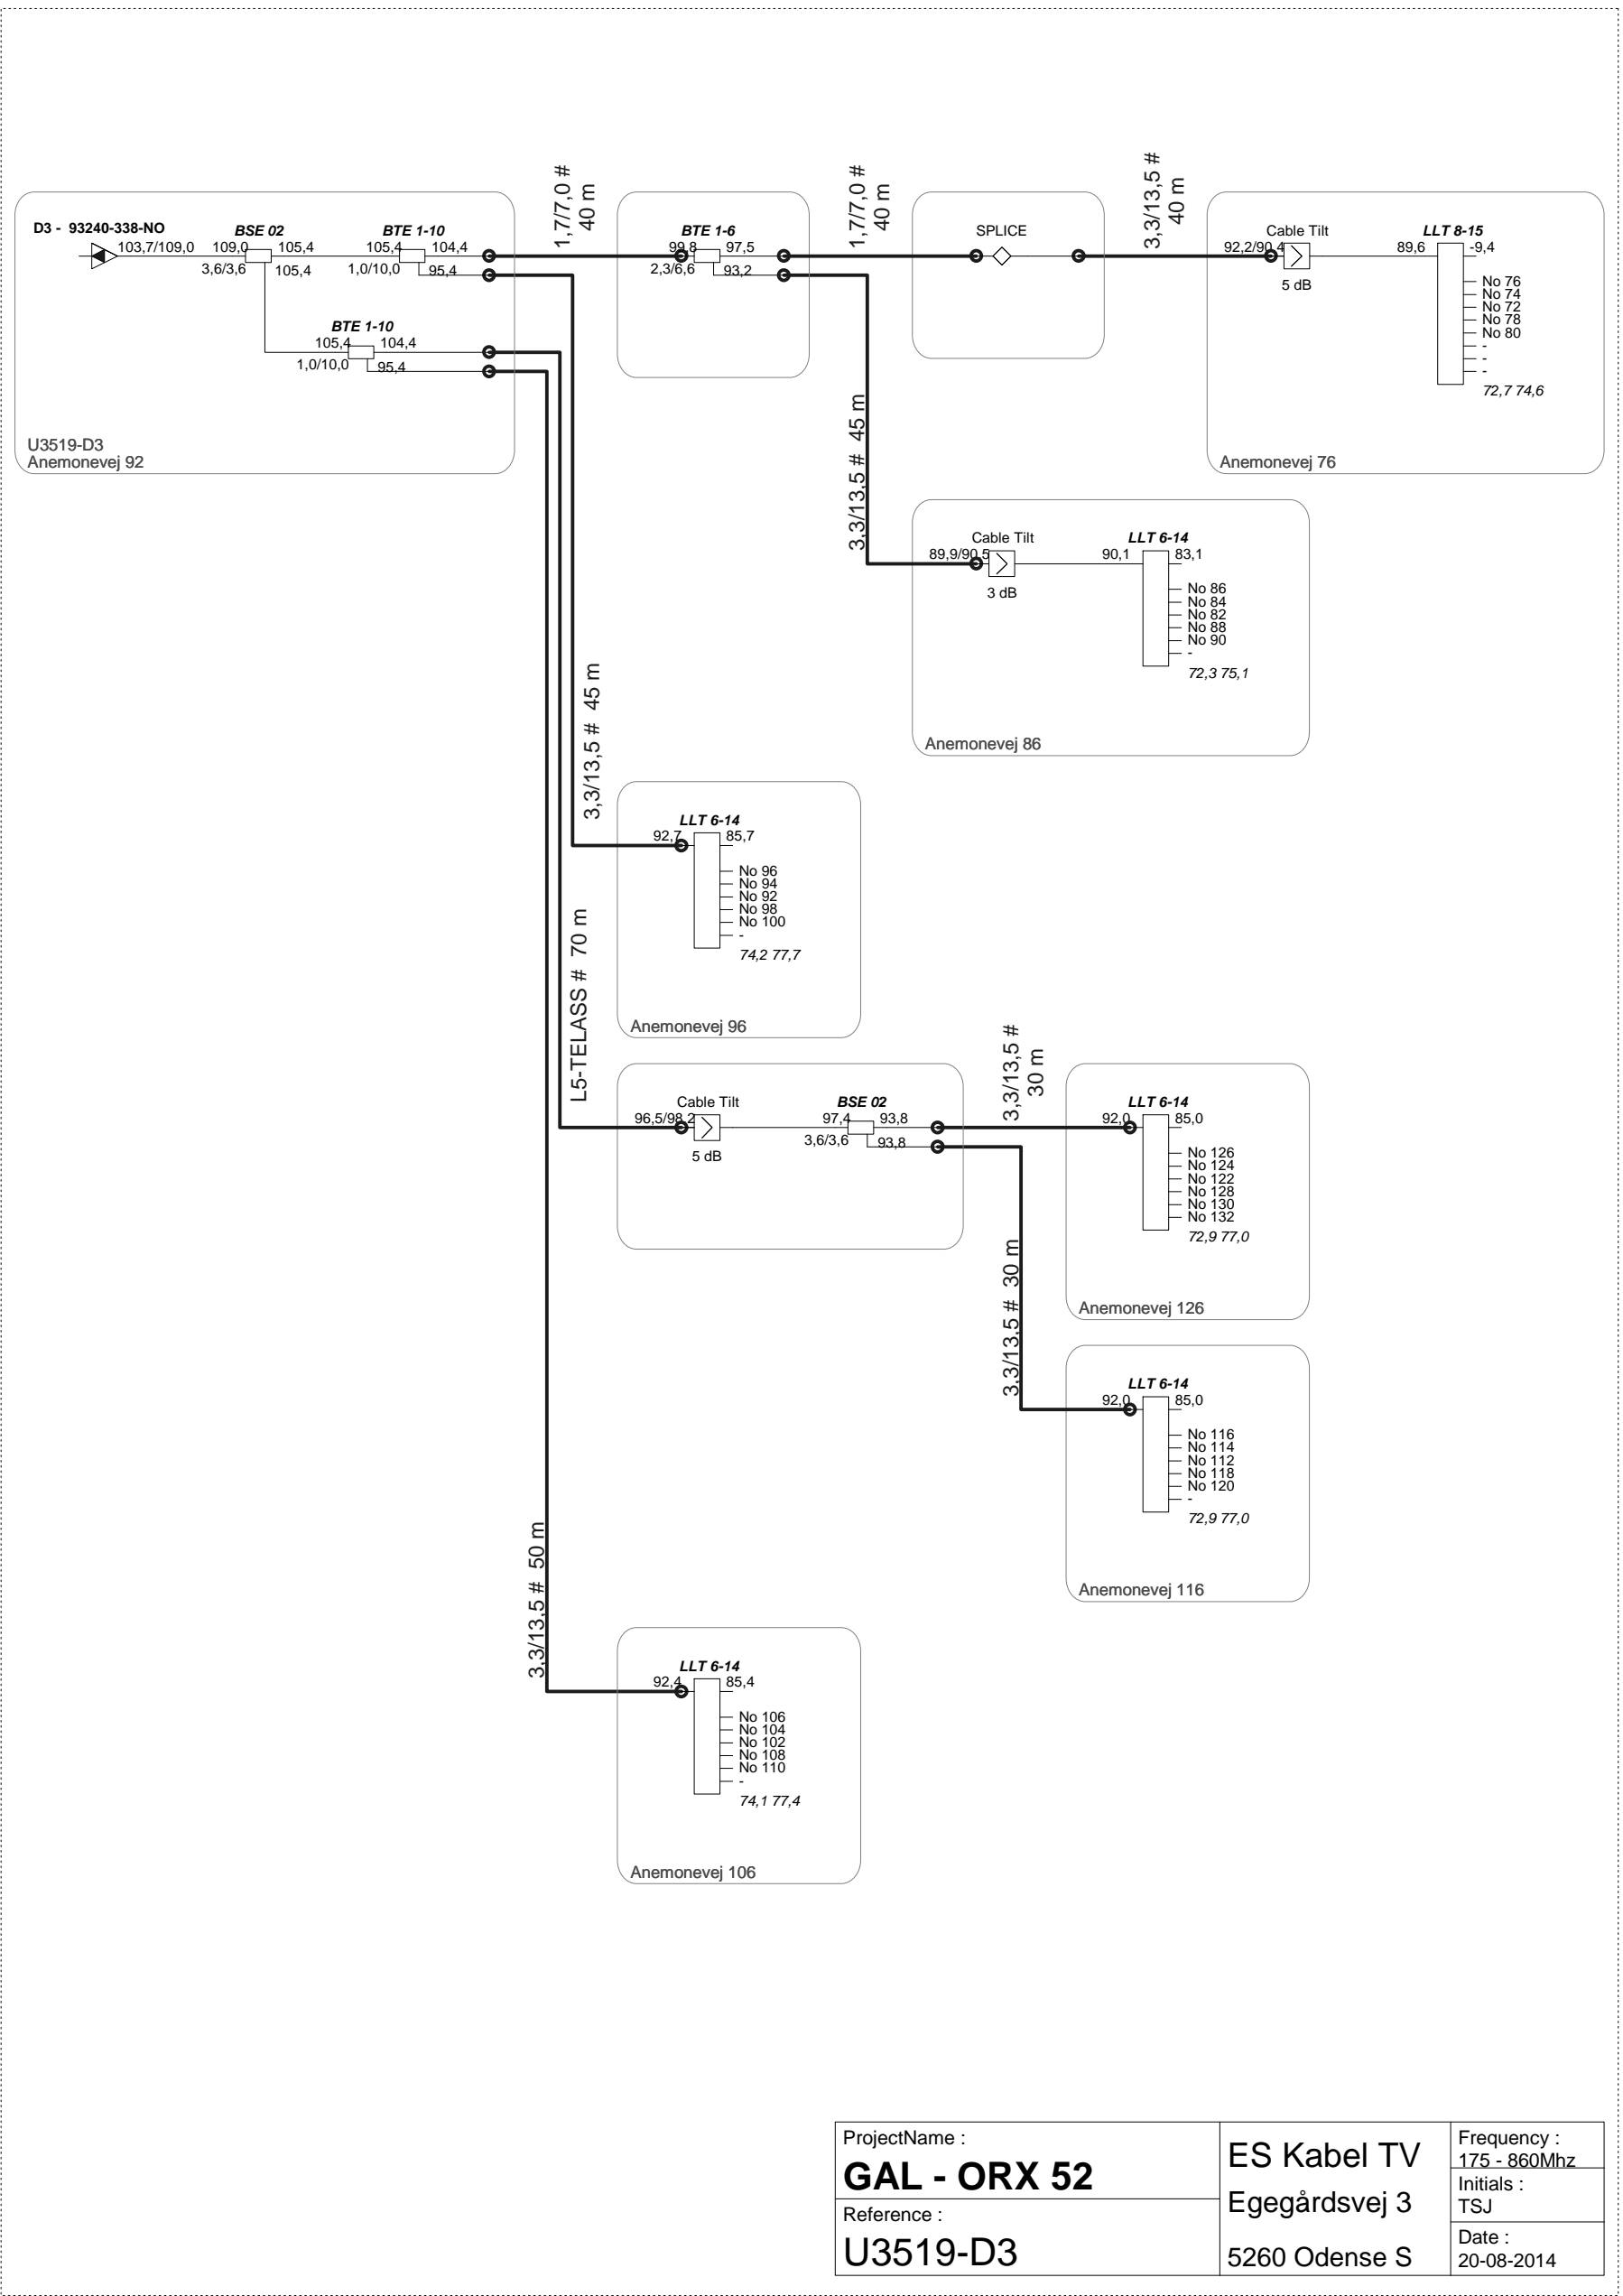 1,7/7,0 #
40 m
1,7/7,0 #
40 m
3,3/13,5 #
40 m
D3 -  93240-338-NO
103,7/109,0
BSE 02
109,0
105,4
3,6/3,6
105,4
BTE 1-10
105,4
104,4
1,0/10,0
95,4
BTE 1-10
105,4
104,4
1,0/10,0
95,4
U3519-D3
Anemonevej 92
BTE 1-6
99,8
97,5
2,3/6,6
93,2
SPLICE
Cable Tilt
92,2/90,4
5 dB
LLT 8-15
89,6
-9,4
No 76
No 74
No 72
No 78
No 80
-
-
-
72,7 74,6
Anemonevej 76
3,3/13,5 #  45 m
Cable Tilt
89,9/90,5
3 dB
LLT 6-14
90,1
83,1
No 86
No 84
No 82
No 88
No 90
-
72,3 75,1
Anemonevej 86
3,3/13,5 #  45 m
LLT 6-14
92,7
85,7
No 96
No 94
No 92
No 98
No 100
-
74,2 77,7
Anemonevej 96
L5-TELASS #  70 m
Cable Tilt
96,5/98,2
5 dB
BSE 02
97,4
93,8
3,6/3,6
93,8
3,3/13,5 #
30 m
LLT 6-14
92,0
85,0
No 126
No 124
No 122
No 128
No 130
No 132
72,9 77,0
Anemonevej 126
3,3/13,5 #  30 m
LLT 6-14
92,0
85,0
No 116
No 114
No 112
No 118
No 120
-
72,9 77,0
Anemonevej 116
3,3/13,5 #  50 m
LLT 6-14
92,4
85,4
No 106
No 104
No 102
No 108
No 110
-
74,1 77,4
Anemonevej 106
ProjectName :
GAL - ORX 52
Reference :
U3519-D3
ES Kabel TV
Egegårdsvej 3
5260 Odense S
Frequency :
175 - 860Mhz
Initials :
TSJ
Date :
20-08-2014